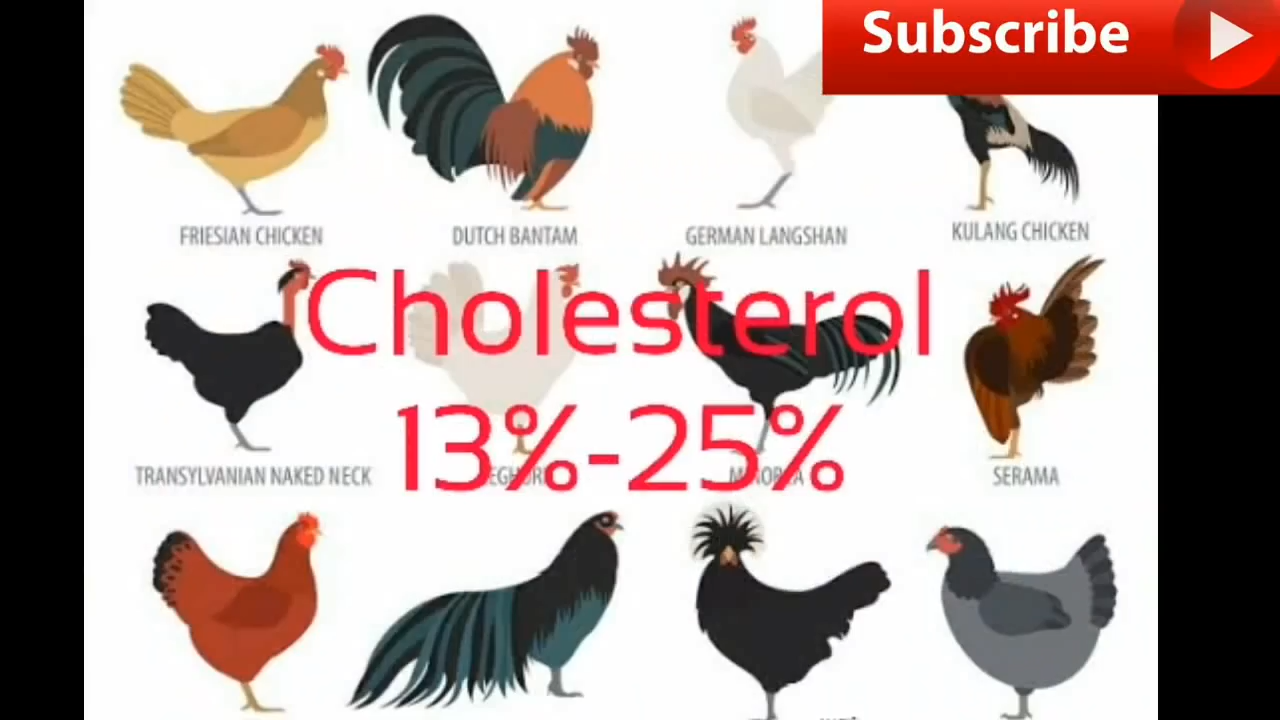 Subscribe
FRIESIAN CHICKEN
DUTCH BANTAM
GERMAN LANGSHAN
KULANG CHICKEN
Cholesterol
13%-25%
TRANSYLVANIAN NAKED NECK
SERAMA